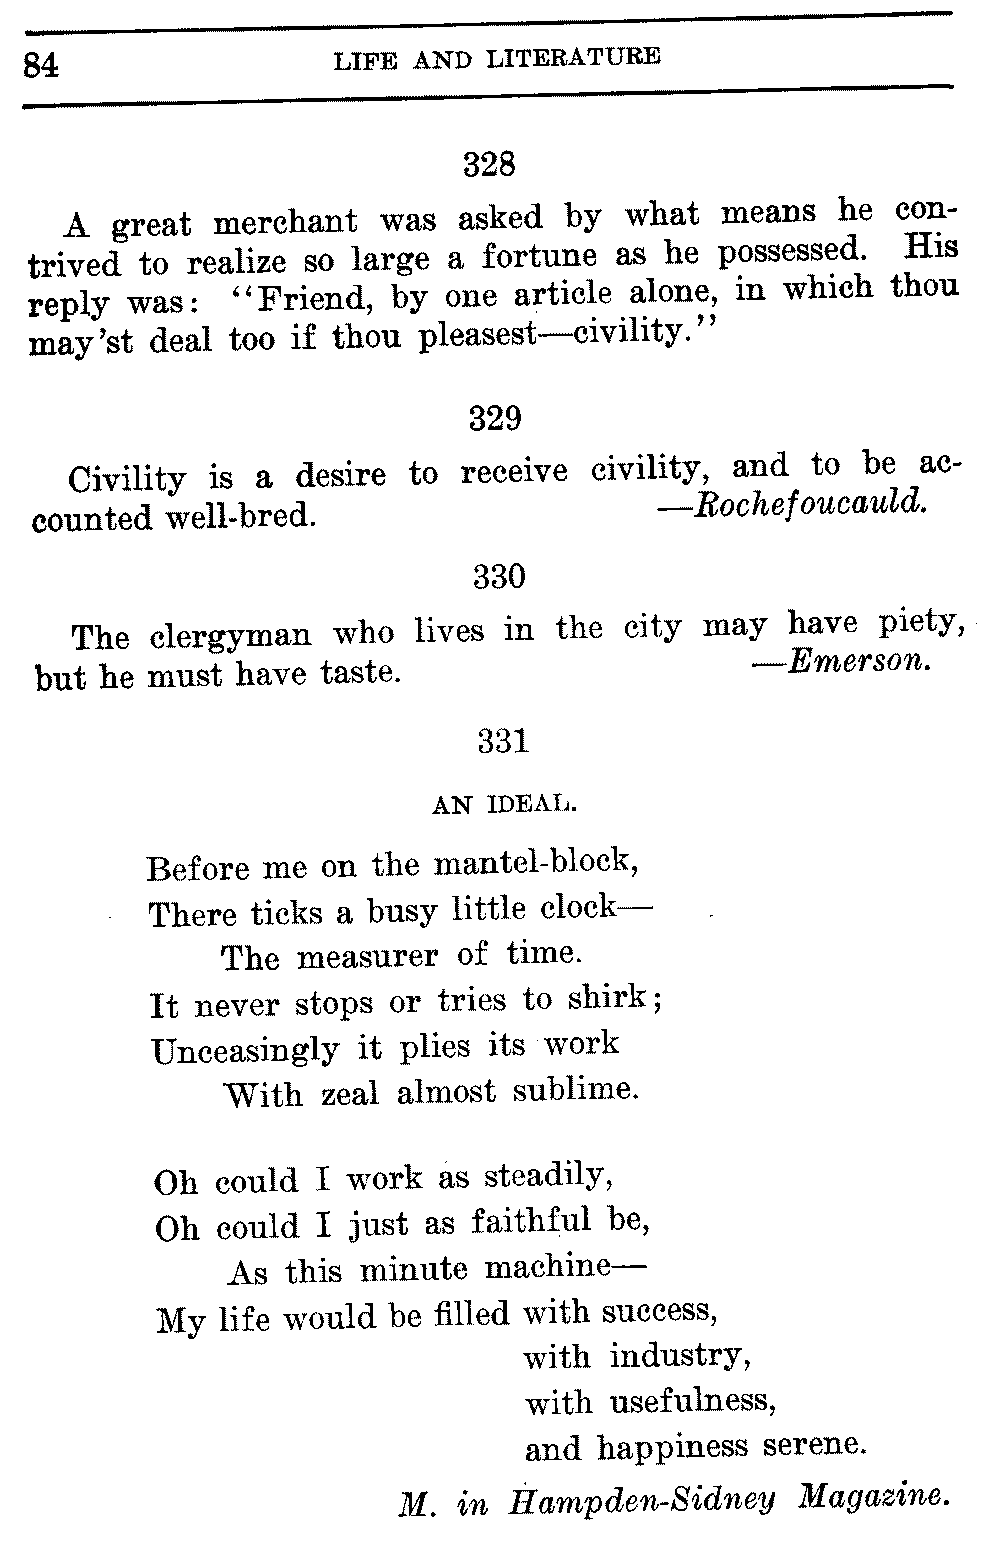 84 LIFE AND LITERATURE
328
A great merchant was asked by what means he con-
trived to realize so large a fortune as he possessed. His
reply was: “Friend, by one article alone, in which thou
may’st deal too if thou pleasest—civility.”
329
Civility is a desire to receive civility, and to be ac-
counted well-bred. —Rochefoucauld.
330
The clergyman who lives in the city may have piety,
but he must have taste. —Emerson.
331
AN IDEAL.
Before me on the mantel-block,
There ticks a busy little clock—
The measurer of time.
It never stops or tries to shirk;
Unceasingly it plies its work
With zeal almost sublime.
Oh could I work as steadily,
Oh could I just as faithful be,
As this minute machine—
My life would be filled with success,
with industry,
with usefulness,
and happiness serene.
M. in Hampden-Sidney Magazine.